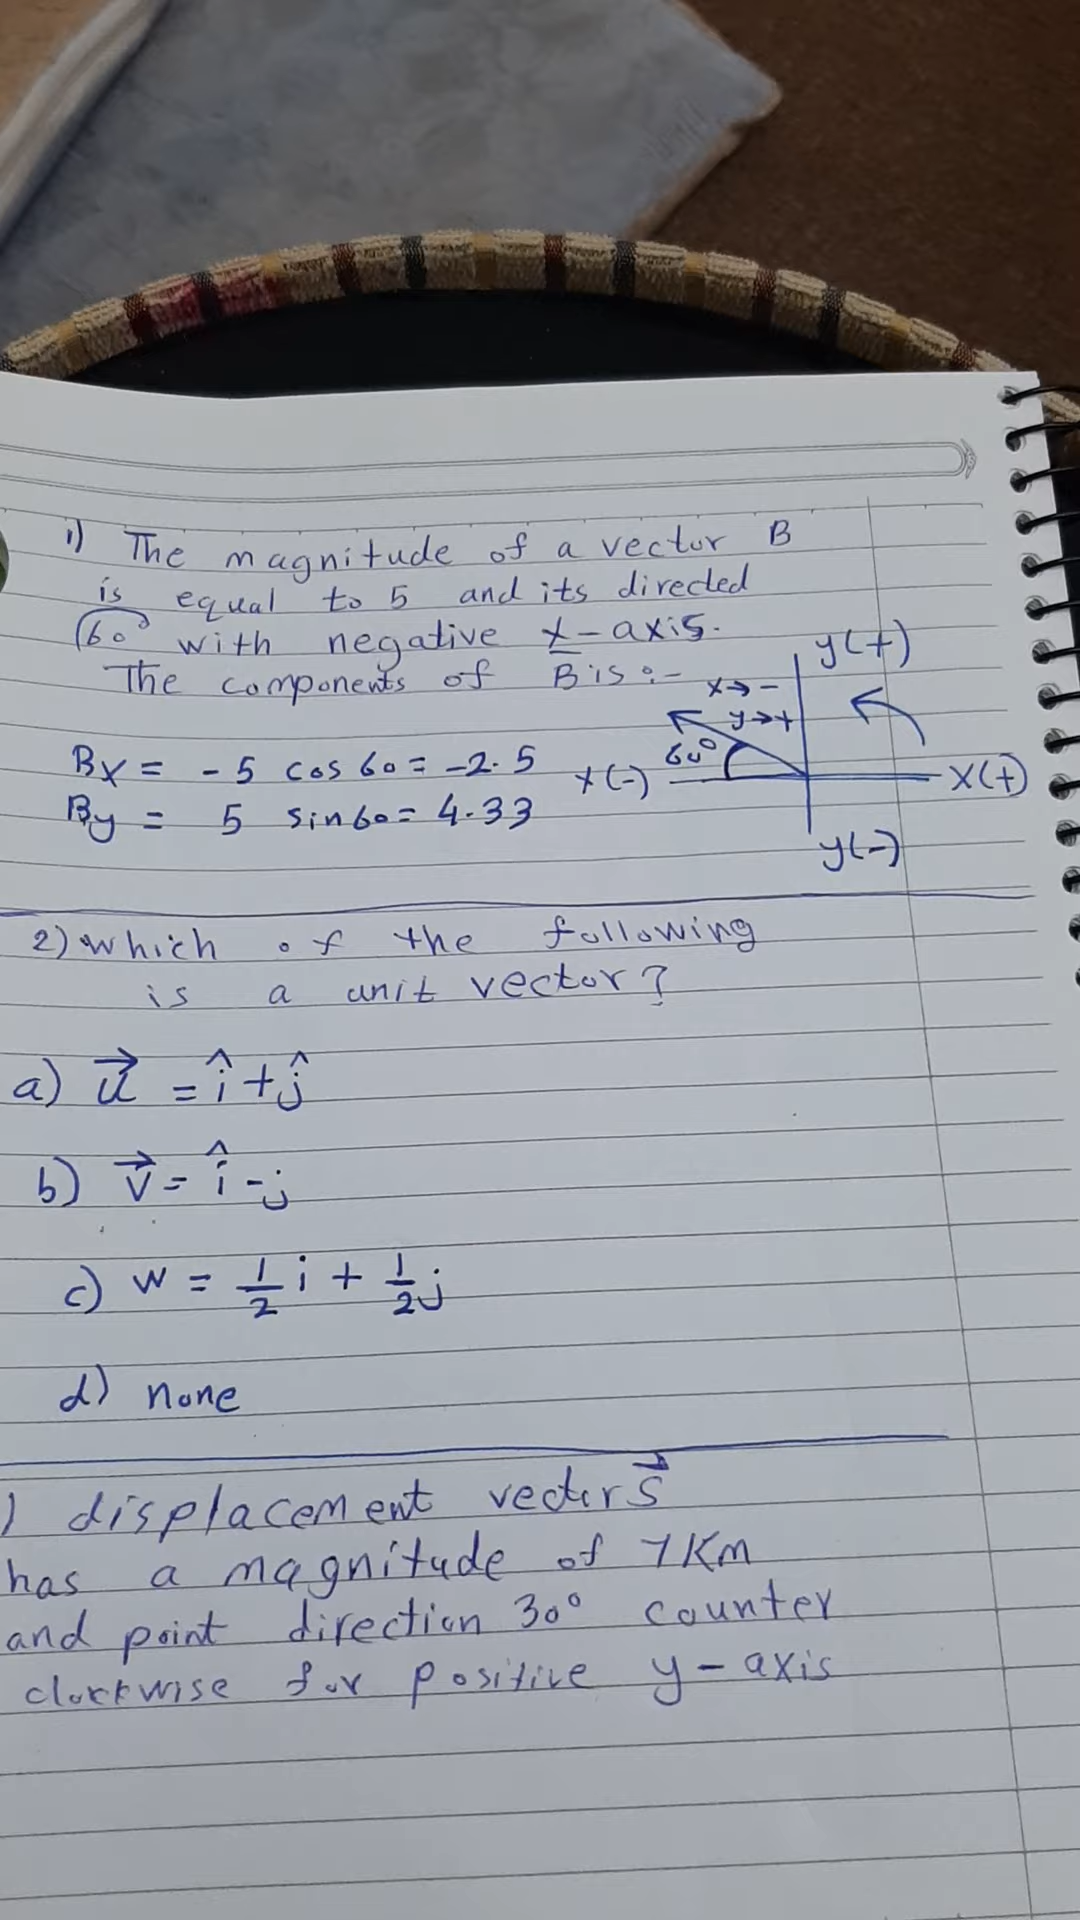 1) The magnitude of a vector B
is equal to 5 and its directed
60° with negative x-axis.
The components of B is :-
y(+)
x→-
y→+
60°
x(-)
x(+)
y(-)
Bx = -5 cos 60 = -2.5
By = 5 sin 60 = 4.33
2) which of the following
is a unit vector?
a) u⃗ = î + ĵ
b) v⃗ = î - j
c) w = 1/2 i + 1/2 j
d) none
) displacement vector s⃗
has a magnitude of 7 Km
and point direction 30° counter
clockwise for positive y-axis